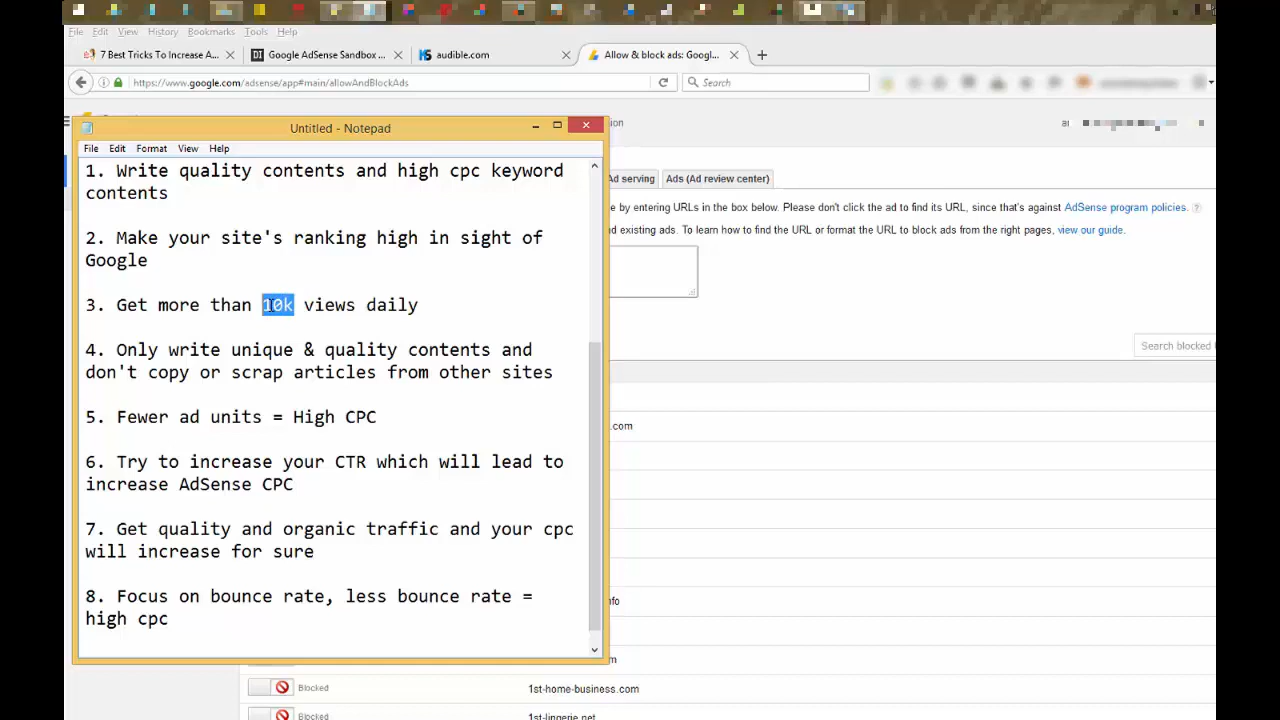 File Edit View History Bookmarks Tools Help
7 Best Tricks To Increase A...
Google AdSense Sandbox ...
audible.com
Allow & block ads: Googl...
https://www.google.com/adsense/app#main/allowAndBlockAds
Search
Untitled - Notepad
File Edit Format View Help
1. Write quality contents and high cpc keyword
contents
2. Make your site's ranking high in sight of
Google
3. Get more than 10k views daily
4. Only write unique & quality contents and
don't copy or scrap articles from other sites
5. Fewer ad units = High CPC
6. Try to increase your CTR which will lead to
increase AdSense CPC
7. Get quality and organic traffic and your cpc
will increase for sure
8. Focus on bounce rate, less bounce rate =
high cpc
Ad serving
Ads (Ad review center)
e by entering URLs in the box below. Please don't click the ad to find its URL, since that's against AdSense program policies.
d existing ads. To learn how to find the URL or format the URL to block ads from the right pages, view our guide.
Search blocked
.com
Blocked 1st-home-business.com
Blocked 1st-lingerie.net